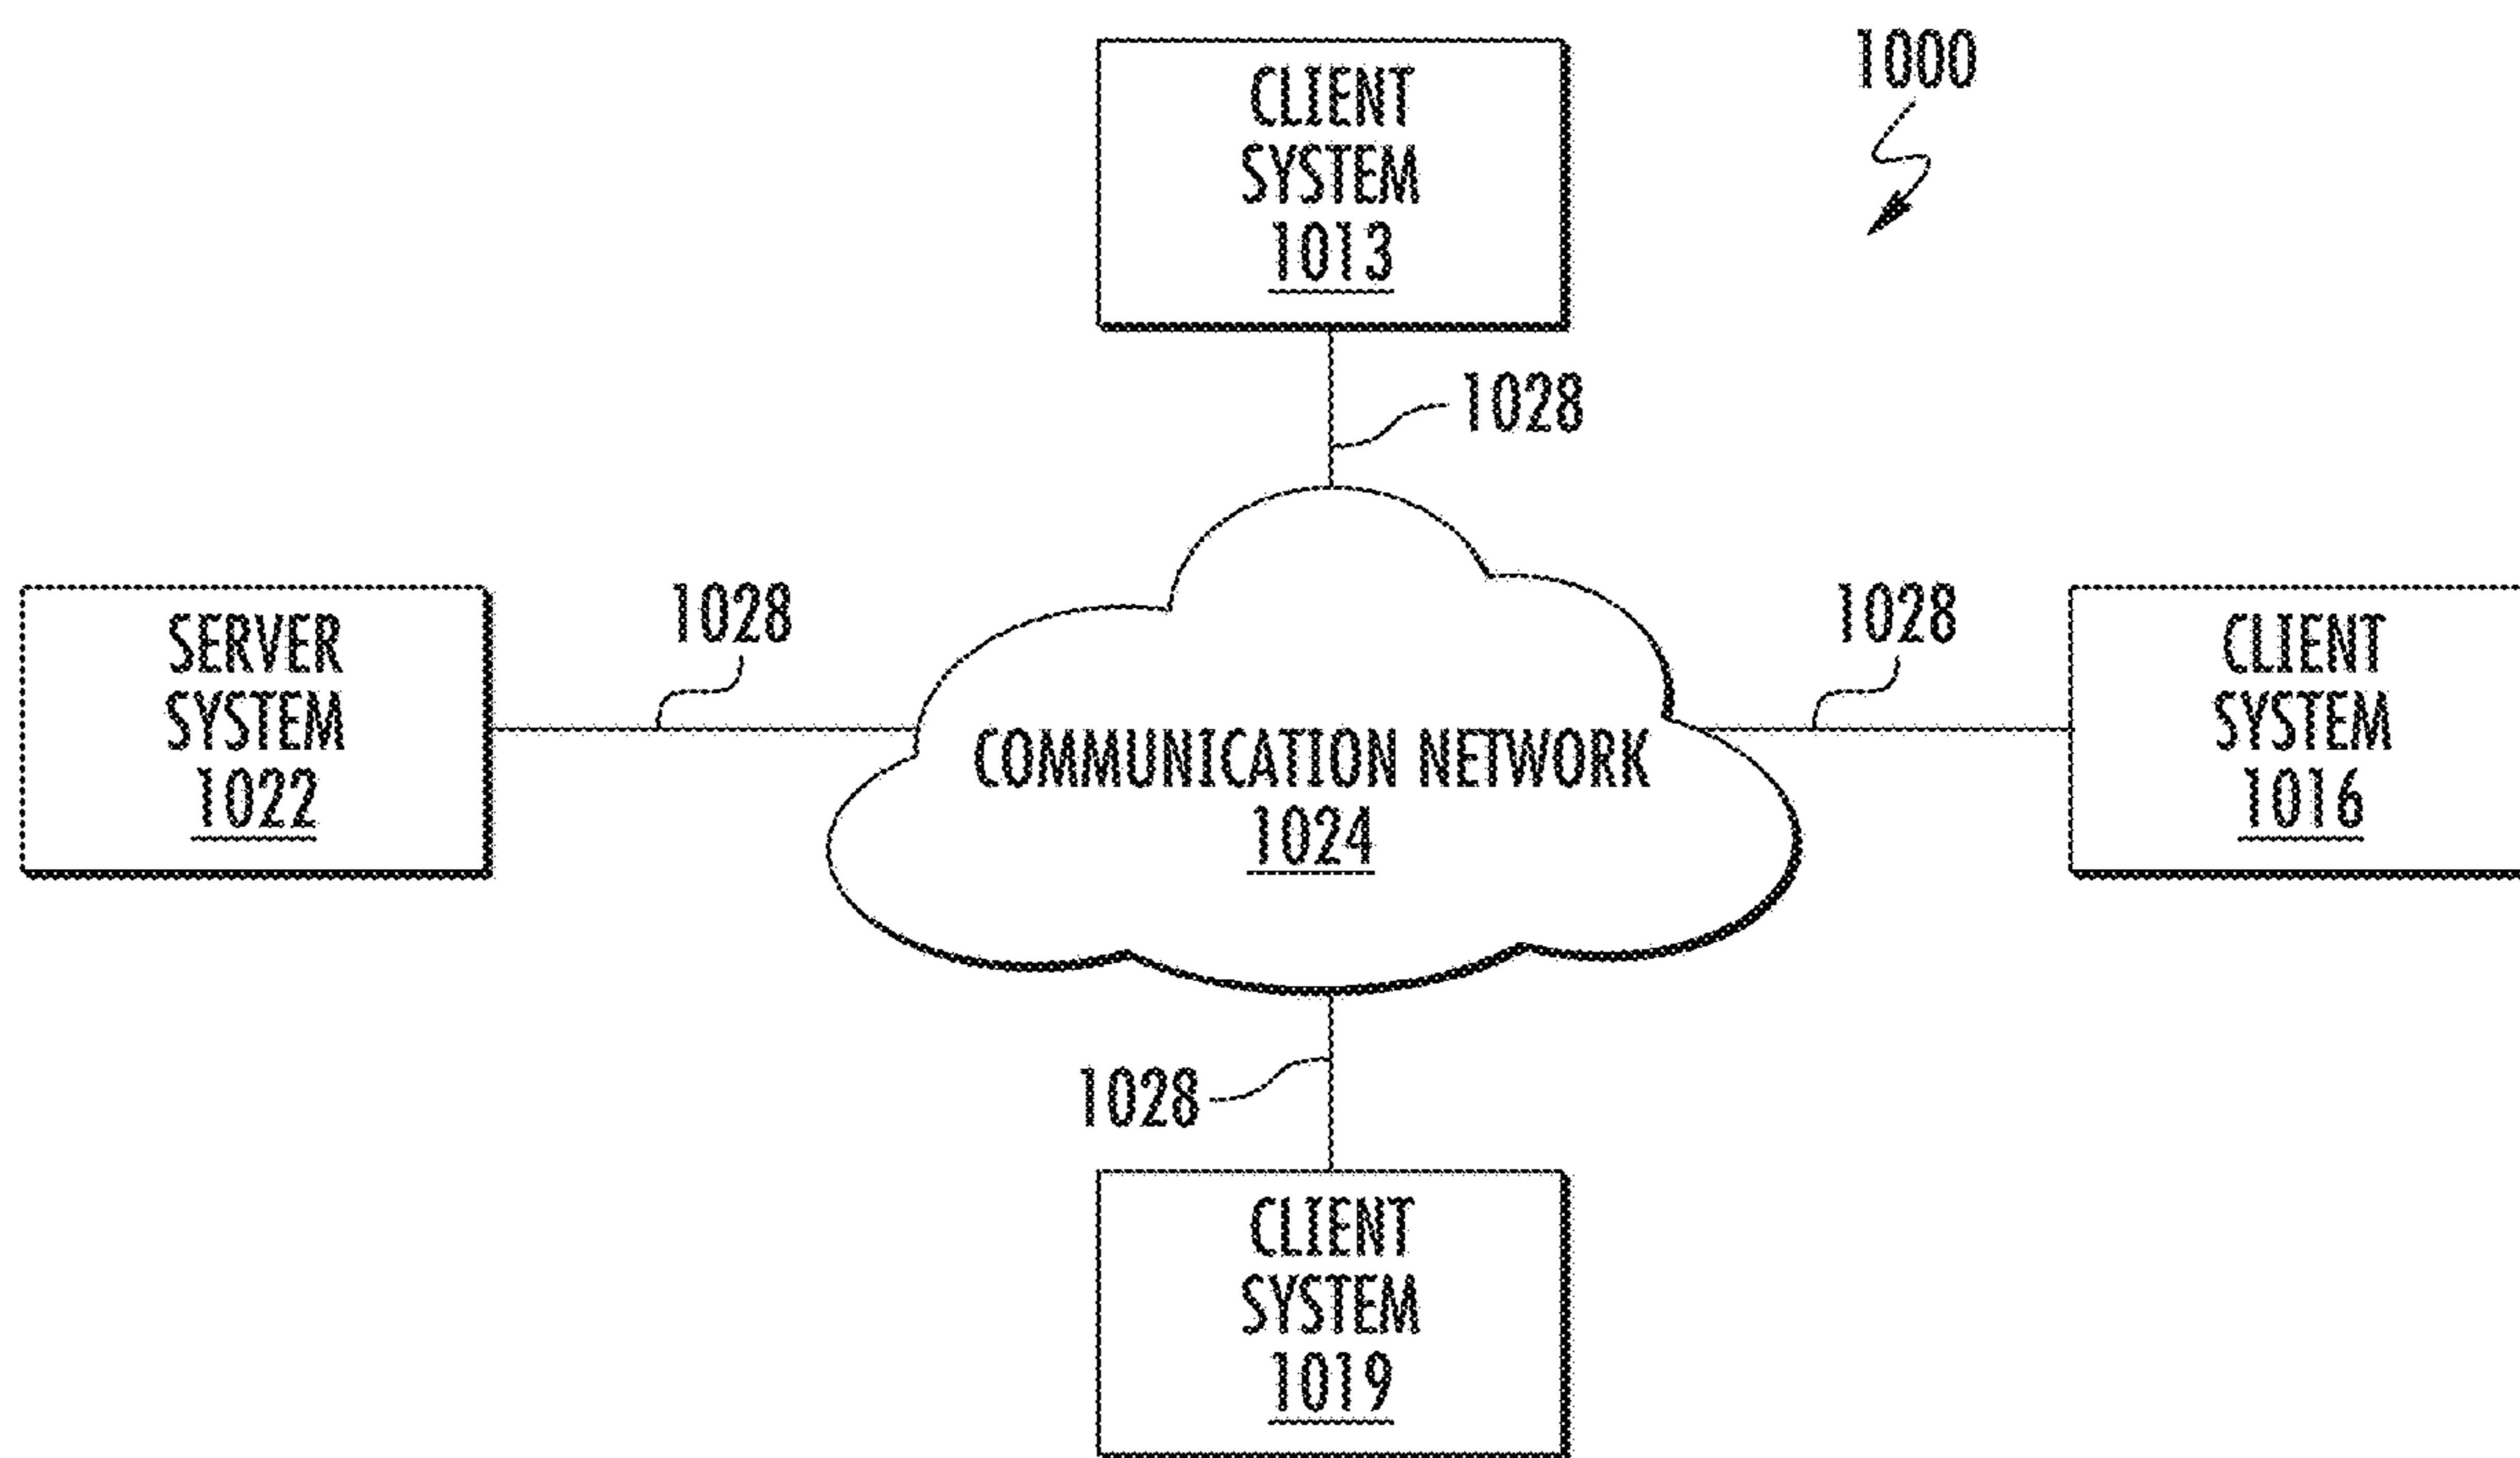 1000
CLIENT
SYSTEM
1013
1028
SERVER
SYSTEM
1022
1028
COMMUNICATION NETWORK
1024
1028
CLIENT
SYSTEM
1016
1028
CLIENT
SYSTEM
1019